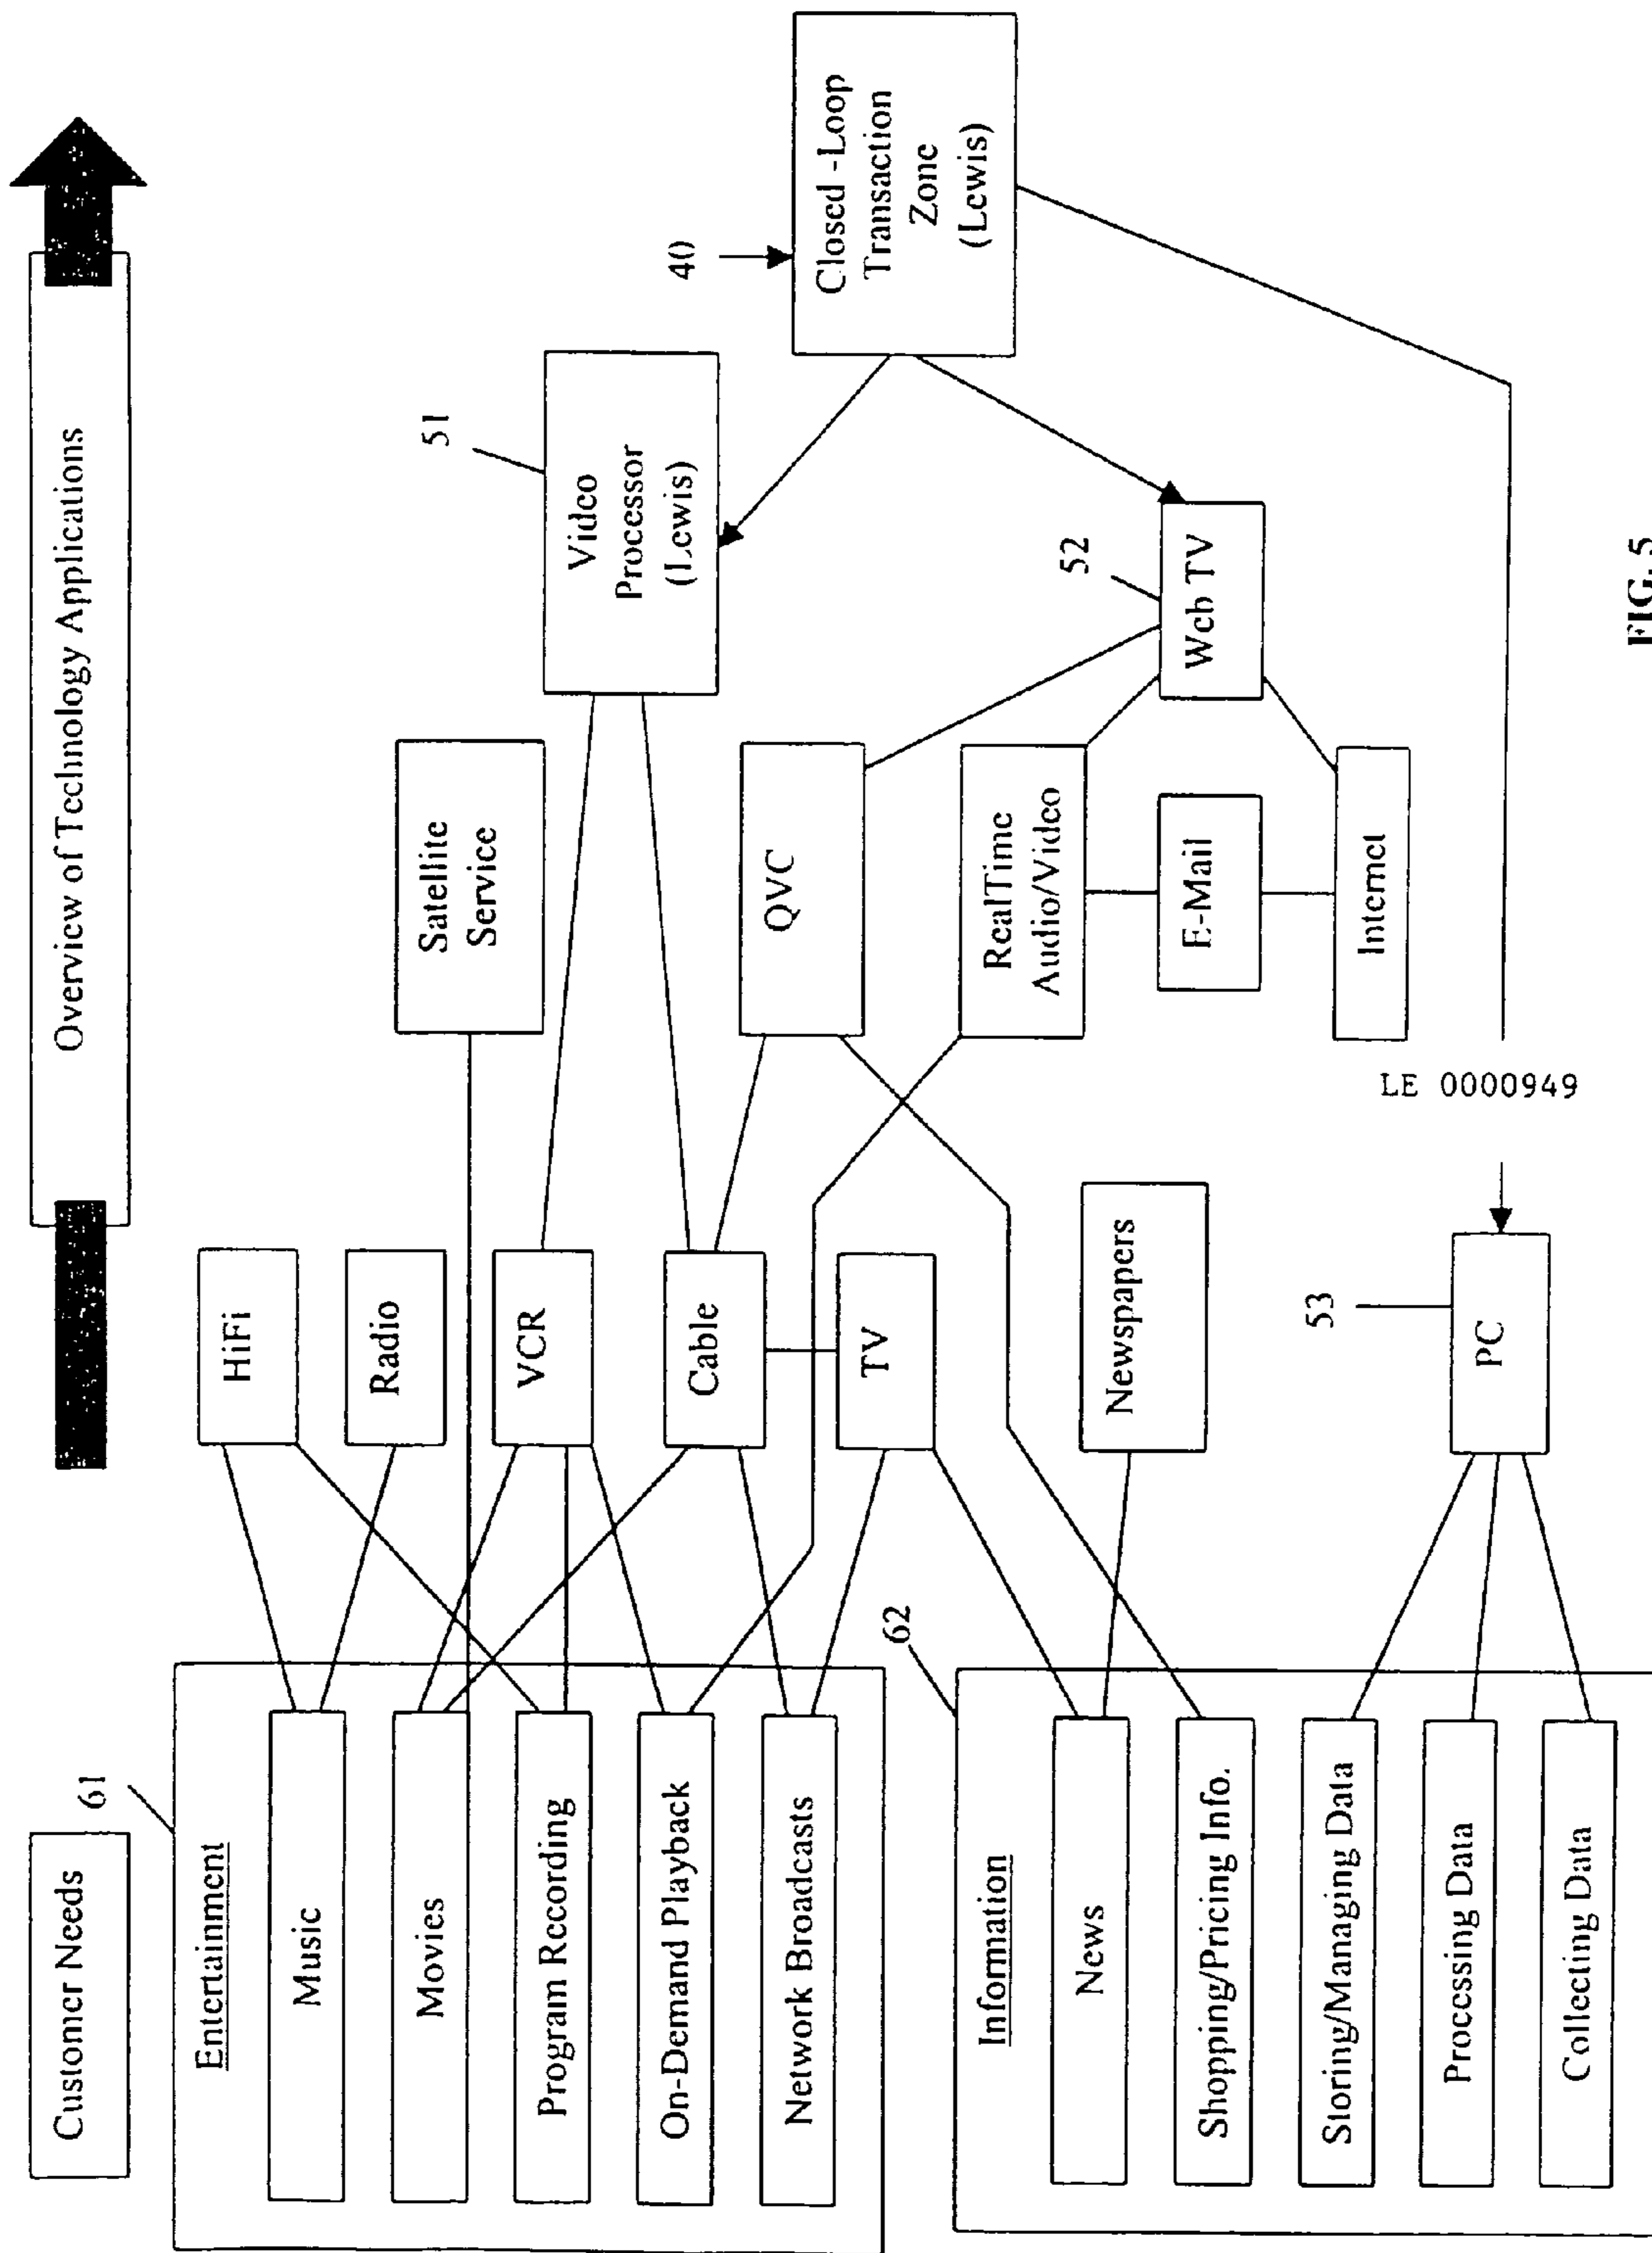 Overview of Technology Applications
Customer Needs
61
Entertainment
Music
Movies
Program Recording
On-Demand Playback
Network Broadcasts
62
Information
News
Shopping/Pricing Info.
Storing/Managing Data
Processing Data
Collecting Data
HiFi
Radio
VCR
Cable
TV
Newspapers
53
PC
Satellite
Service
QVC
RealTime
Audio/Video
E-Mail
Internet
LE 0000949
51
Video
Processor
(Lewis)
52
Web TV
40
Closed -Loop
Transaction
Zone
(Lewis)
FIG. 5